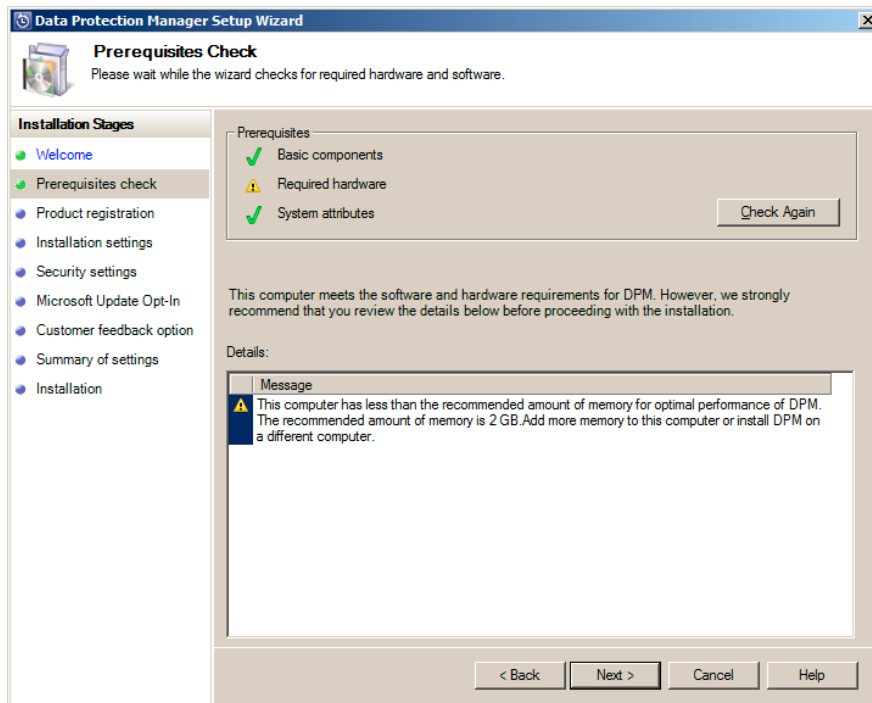 Data Protection Manager Setup Wizard
Prerequisites Check
Please wait while the wizard checks for required hardware and software.
Installation Stages
Welcome
Prerequisites check
Product registration
Installation settings
Security settings
Microsoft Update Opt-In
Customer feedback option
Summary of settings
Installation
Prerequisites
Basic components
Required hardware
System attributes
Check Again
This computer meets the software and hardware requirements for DPM. However, we strongly
recommend that you review the details below before proceeding with the installation.
Details:
Message
This computer has less than the recommended amount of memory for optimal performance of DPM.
The recommended amount of memory is 2 GB.Add more memory to this computer or install DPM on
a different computer.
< Back
Next >
Cancel
Help